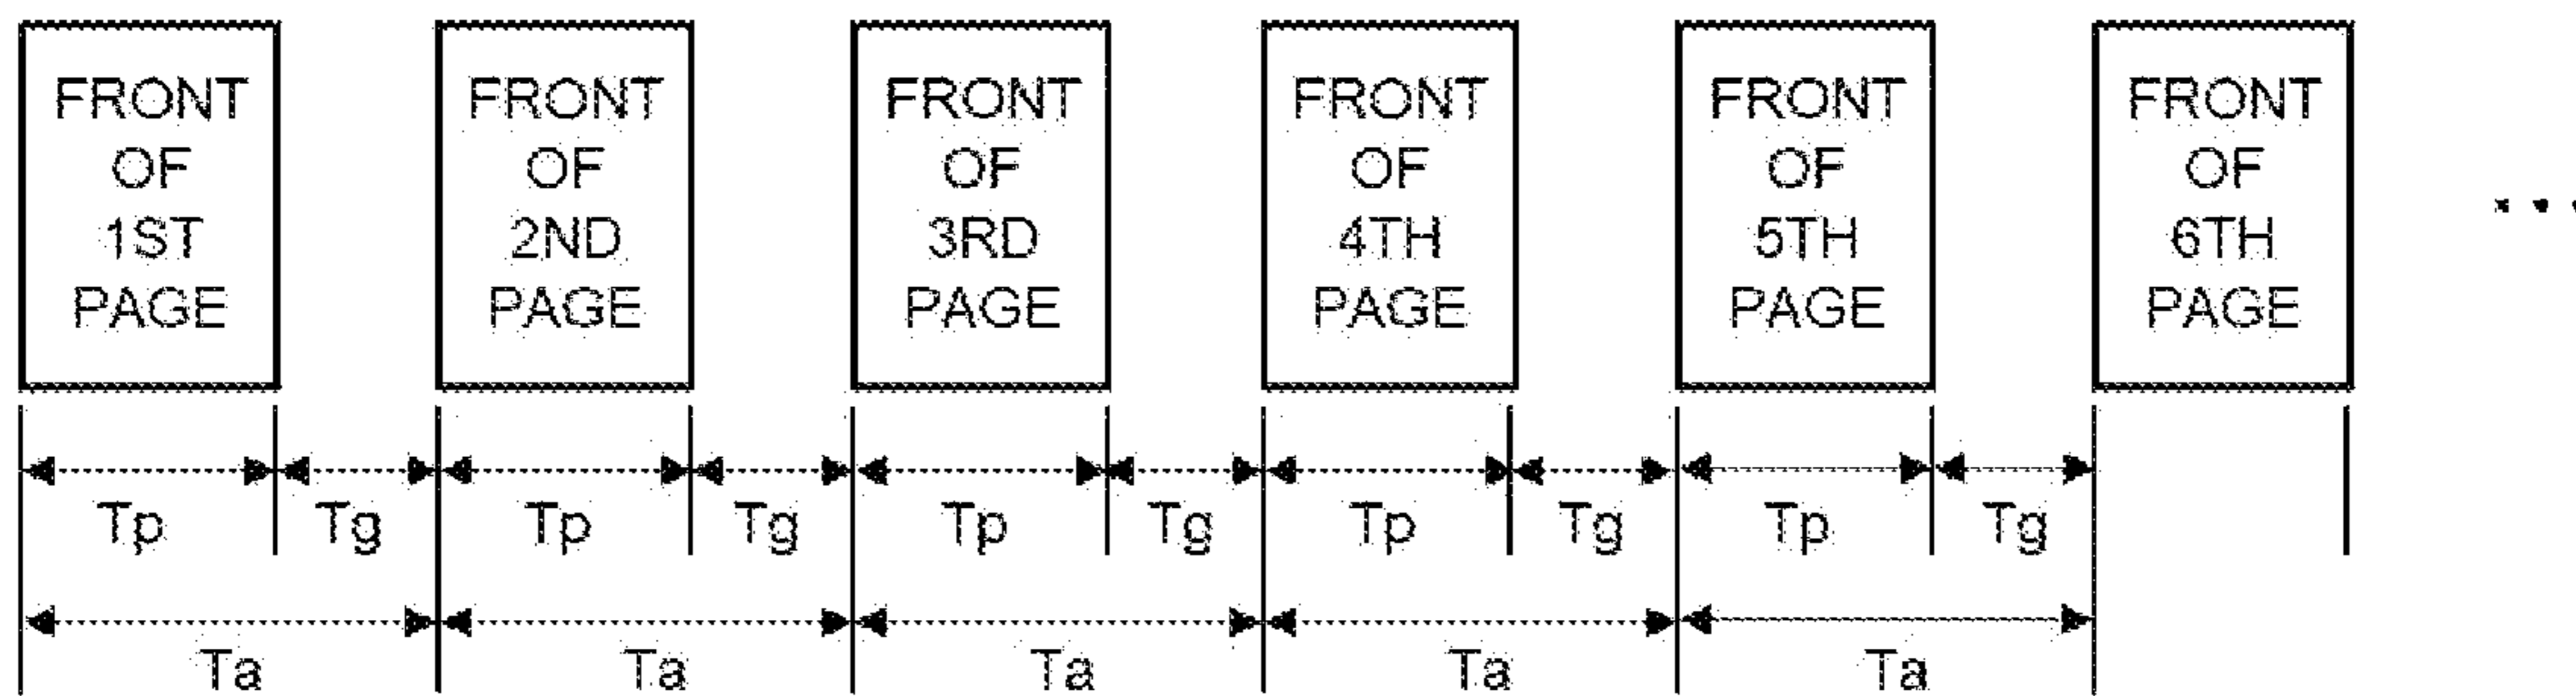 FRONT
OF
1ST
PAGE
FRONT
OF
2ND
PAGE
FRONT
OF
3RD
PAGE
FRONT
OF
4TH
PAGE
FRONT
OF
5TH
PAGE
FRONT
OF
6TH
PAGE
...
Tp Tg Tp Tg Tp Tg Tp Tg Tp Tg
Ta Ta Ta Ta Ta